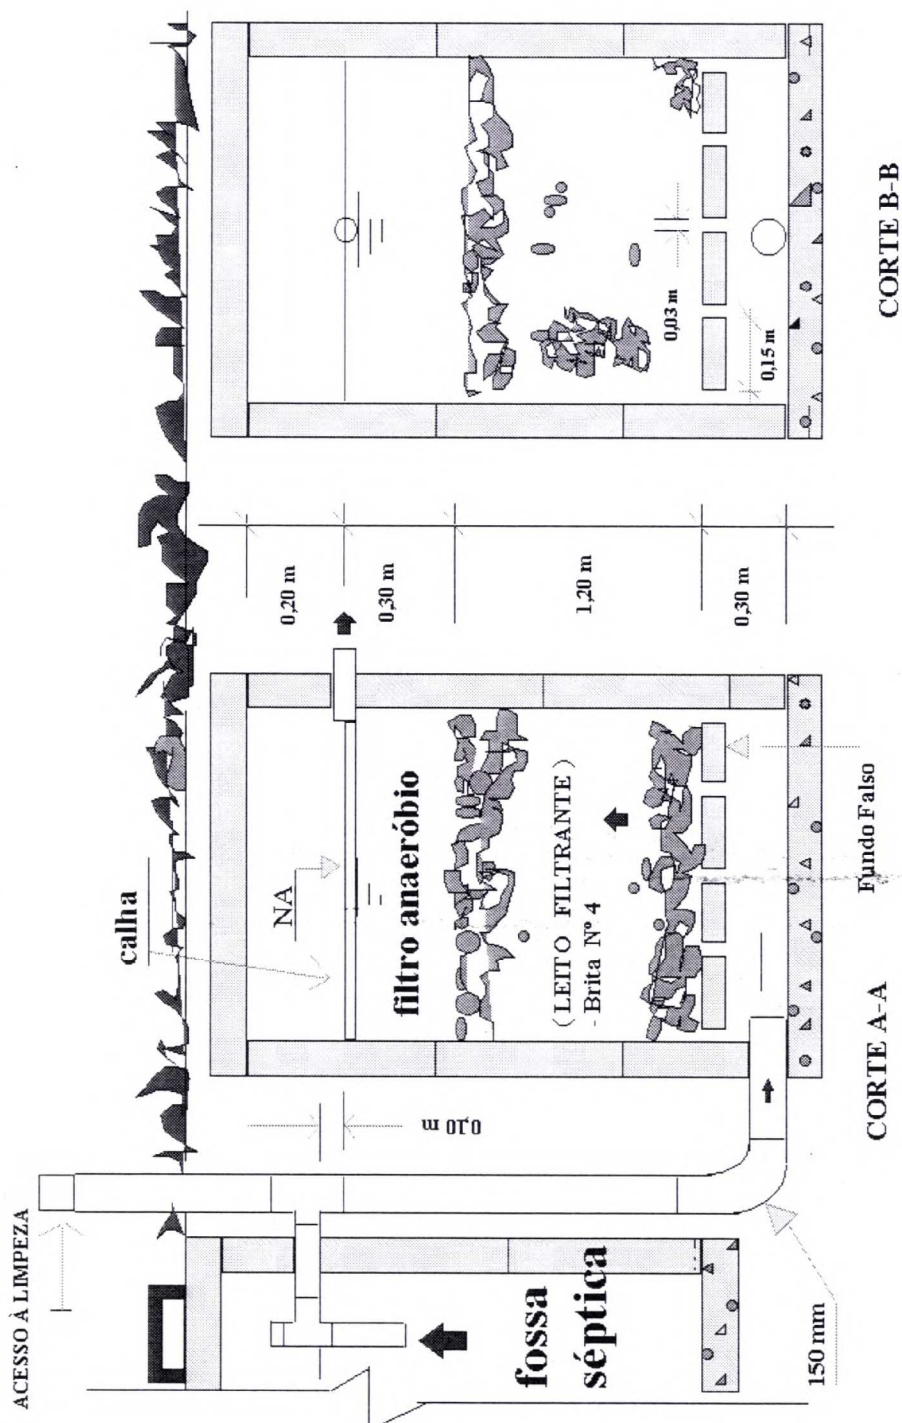 ACESSO À LIMPEZA
fossa
séptica
150 mm
0,10 m
calha
NA
filtro anaeróbio
(LEITO FILTRANTE)
- Brita Nº 4
Fundo Falso
CORTE A-A
0,20 m
0,30 m
1,20 m
0,30 m
0,03 m
0,15 m
CORTE B-B